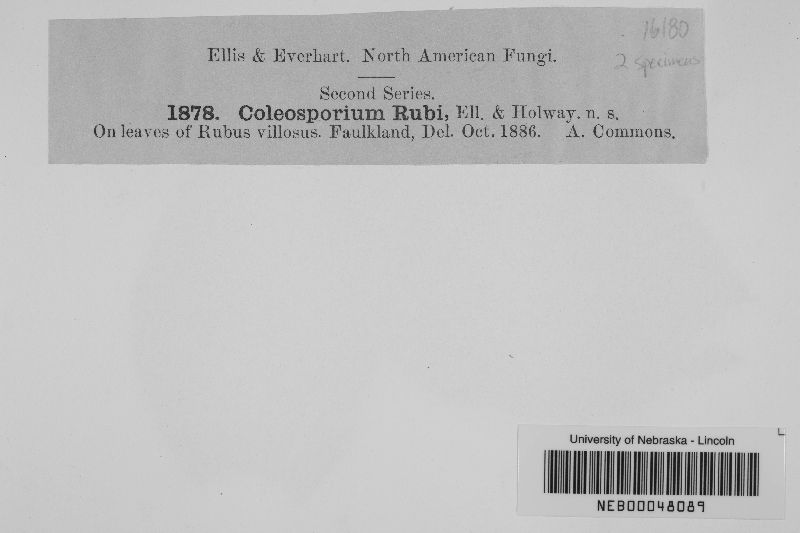 16180
2 specimens
Ellis & Everhart. North American Fungi.
Second Series.
1878. Coleosporium Rubi, Ell. & Holway. n. s.
On leaves of Rubus villosus. Faulkland, Del. Oct. 1886. A. Commons.
University of Nebraska - Lincoln
NEB00048089